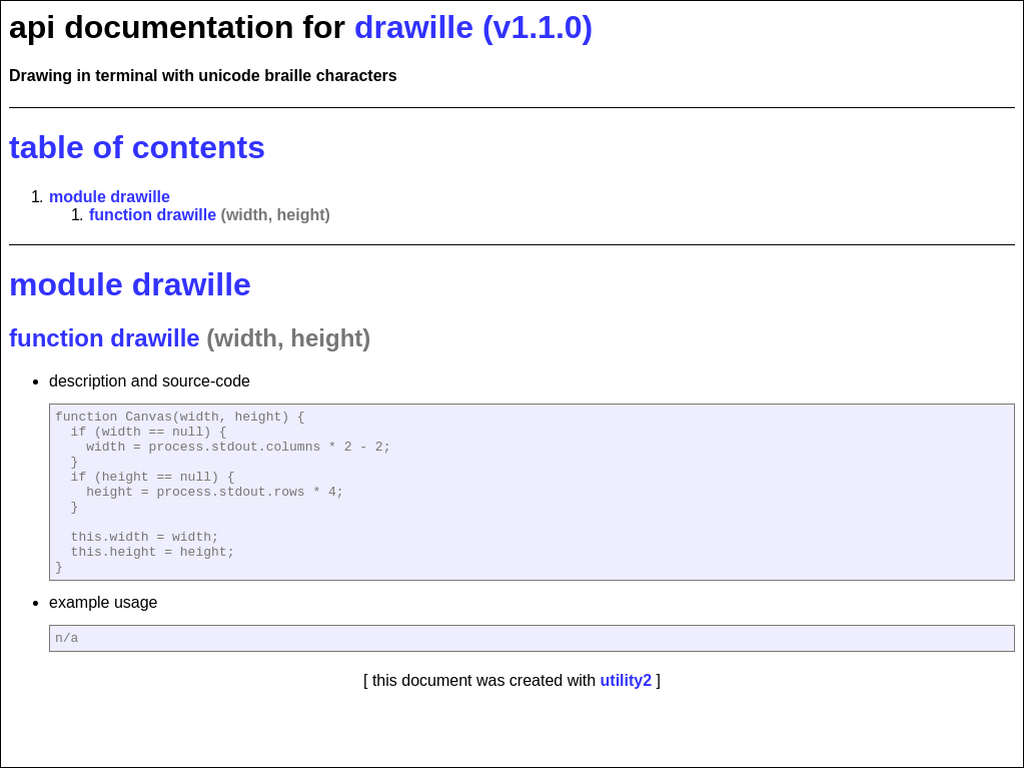 api documentation for drawille (v1.1.0)
Drawing in terminal with unicode braille characters
table of contents
1. module drawille
1. function drawille (width, height)
module drawille
function drawille (width, height)
• description and source-code
function Canvas(width, height) {
  if (width == null) {
    width = process.stdout.columns * 2 - 2;
  }
  if (height == null) {
    height = process.stdout.rows * 4;
  }

  this.width = width;
  this.height = height;
}
• example usage
n/a
[ this document was created with utility2 ]